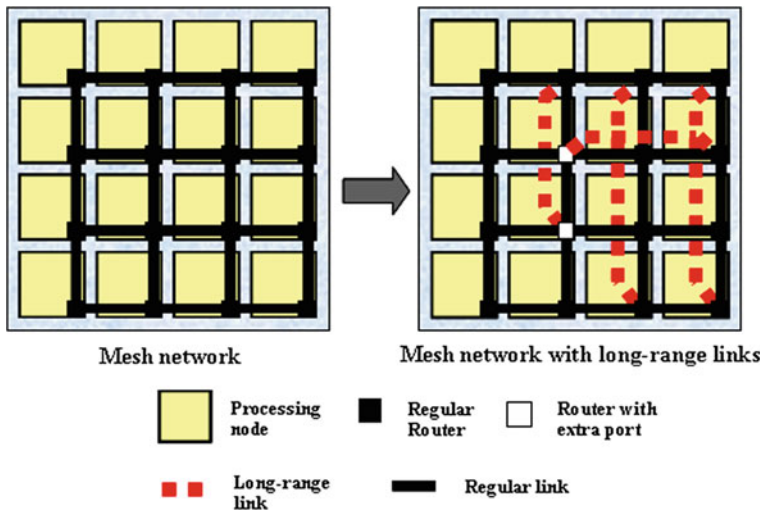 Mesh network
Mesh network with long-range links
Processing
node
Regular
Router
Router with
extra port
Long-range
link
Regular link